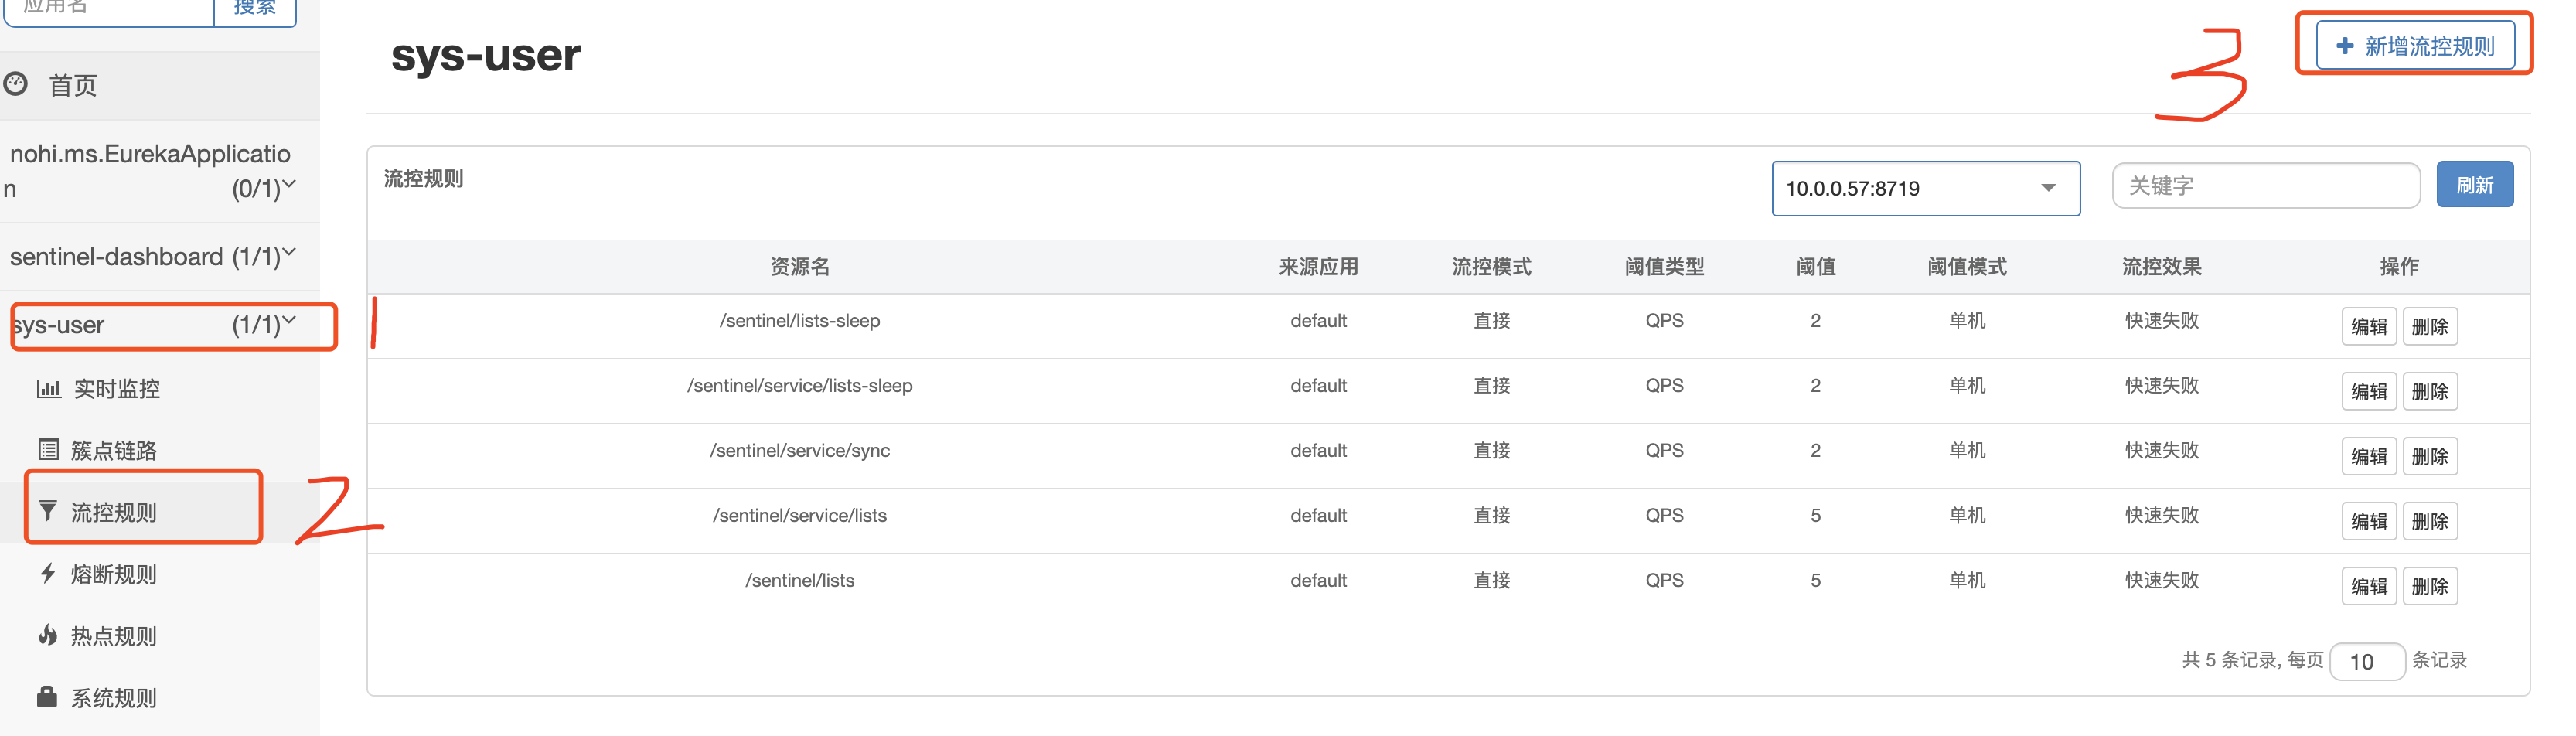 应用名
搜索
首页
nohi.ms.EurekaApplicatio
n (0/1)
sentinel-dashboard (1/1)
sys-user (1/1)
1
实时监控
簇点链路
流控规则
2
熔断规则
热点规则
系统规则
sys-user
3
新增流控规则
流控规则
10.0.0.57:8719
关键字
刷新
资源名 来源应用 流控模式 阈值类型 阈值 阈值模式 流控效果 操作
/sentinel/lists-sleep default 直接 QPS 2 单机 快速失败 编辑 删除
/sentinel/service/lists-sleep default 直接 QPS 2 单机 快速失败 编辑 删除
/sentinel/service/sync default 直接 QPS 2 单机 快速失败 编辑 删除
/sentinel/service/lists default 直接 QPS 5 单机 快速失败 编辑 删除
/sentinel/lists default 直接 QPS 5 单机 快速失败 编辑 删除
共 5 条记录, 每页 10 条记录